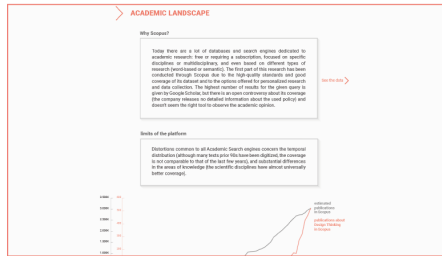 ACADEMIC LANDSCAPE
Why Scopus?
Today there are a lot of databases and search engines dedicated to
academic research: free or requiring a subscription, focused on specific
disciplines or multidisciplinary, and even based on different types of
research (word-based or semantic). The first part of this research has been
conducted through Scopus due to the high-quality standards and good
coverage of its dataset and to the options offered for personalized research
and data collection. The highest number of results for the given query is
given by Google Scholar, but there is an open controversy about its coverage
(the company releases no detailed information about the used policy) and
doesn't seem the right tool to observe the academic opinion.
limits of the platform
Distortions common to all Academic Search engines concern the temporal
distribution (although many texts prior 90s have been digitized, the coverage
is not comparable to that of the last few years), and substantial differences
in the areas of knowledge (the scientific disciplines have almost universally
better coverage).
estimated
publications
in Scopus
publications about
Design Thinking
in Scopus